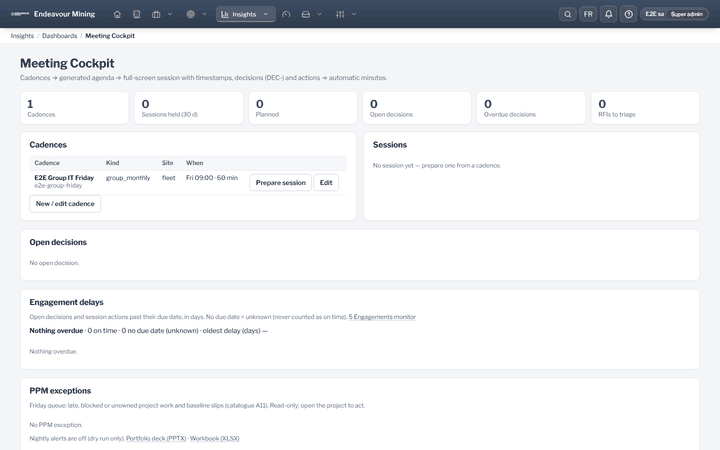 Endeavour Mining
Insights
FR
E2E sa Super admin
Insights / Dashboards / Meeting Cockpit
Meeting Cockpit
Cadences → generated agenda → full-screen session with timestamps, decisions (DEC-) and actions → automatic minutes.
1
Cadences
0
Sessions held (30 d)
0
Planned
0
Open decisions
0
Overdue decisions
0
RFIs to triage
Cadences
Cadence Kind Site When
E2E Group IT Friday group_monthly fleet Fri 09:00 · 60 min Prepare session Edit
e2e-group-friday
New / edit cadence
Sessions
No session yet — prepare one from a cadence.
Open decisions
No open decision.
Engagement delays
Open decisions and session actions past their due date, in days. No due date = unknown (never counted as on time). 5 Engagements monitor
Nothing overdue · 0 on time · 0 no due date (unknown) · oldest delay (days) —
Nothing overdue.
PPM exceptions
Friday queue: late, blocked or unowned project work and baseline slips (catalogue A11). Read-only; open the project to act.
No PPM exception.
Nightly alerts are off (dry run only). Portfolio deck (PPTX) · Workbook (XLSX)